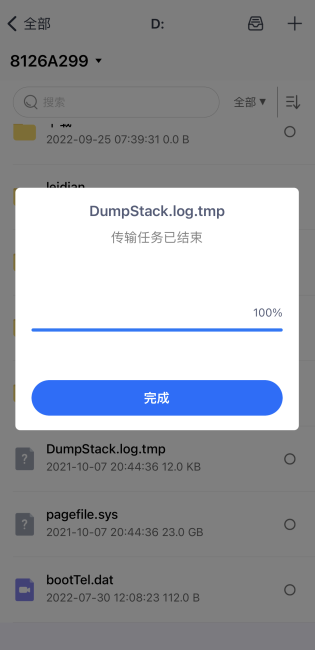 全部
D:
8126A299
搜索
全部
2022-09-25 07:39:31 0.0 B
leidian
DumpStack.log.tmp
传输任务已结束
100%
完成
DumpStack.log.tmp
2021-10-07 20:44:36 12.0 KB
pagefile.sys
2021-10-07 20:44:36 23.0 GB
bootTel.dat
2022-07-30 12:08:23 112.0 B